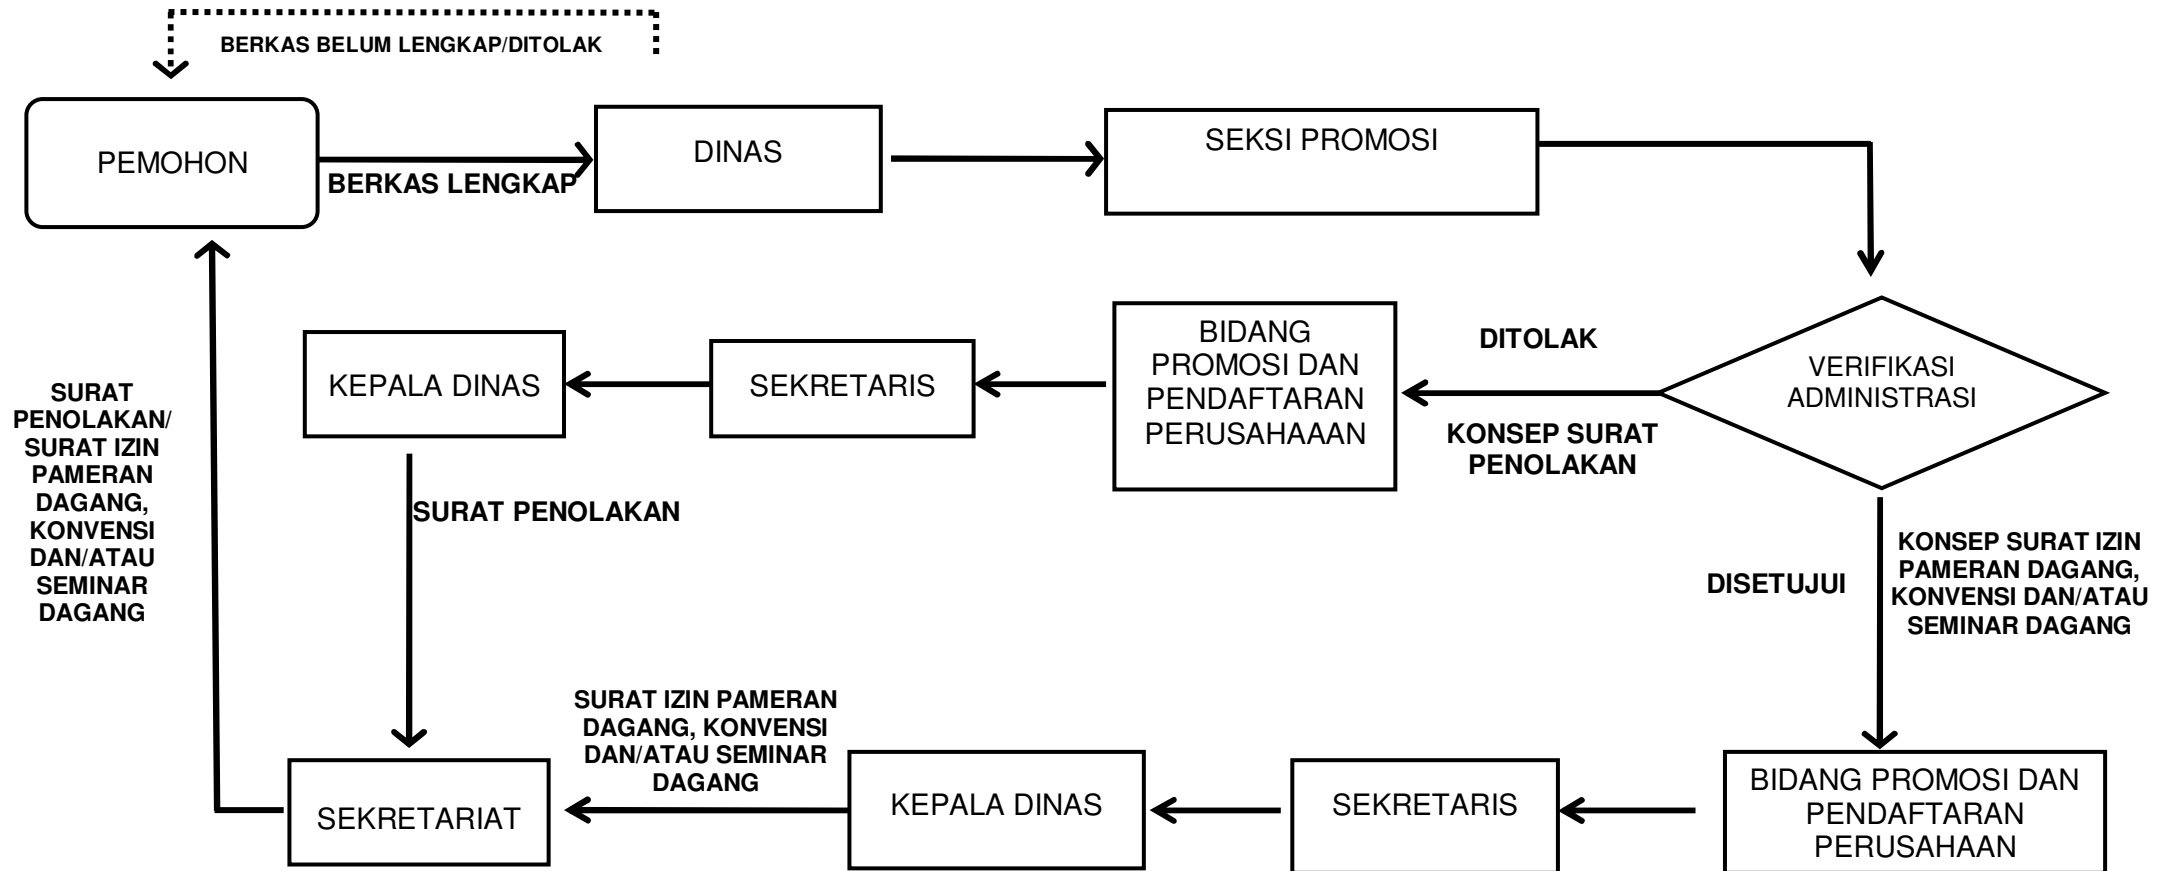 BERKAS BELUM LENGKAP/DITOLAK
PEMOHON
BERKAS LENGKAP
DINAS
SEKSI PROMOSI
VERIFIKASI
ADMINISTRASI
DITOLAK
KONSEP SURAT
PENOLAKAN
BIDANG
PROMOSI DAN
PENDAFTARAN
PERUSAHAAAN
SEKRETARIS
KEPALA DINAS
SURAT PENOLAKAN
SURAT
PENOLAKAN/
SURAT IZIN
PAMERAN
DAGANG,
KONVENSI
DAN/ATAU
SEMINAR
DAGANG
DISETUJUI
KONSEP SURAT IZIN
PAMERAN DAGANG,
KONVENSI DAN/ATAU
SEMINAR DAGANG
BIDANG PROMOSI DAN
PENDAFTARAN
PERUSAHAAN
SEKRETARIS
KEPALA DINAS
SURAT IZIN PAMERAN
DAGANG, KONVENSI
DAN/ATAU SEMINAR
DAGANG
SEKRETARIAT